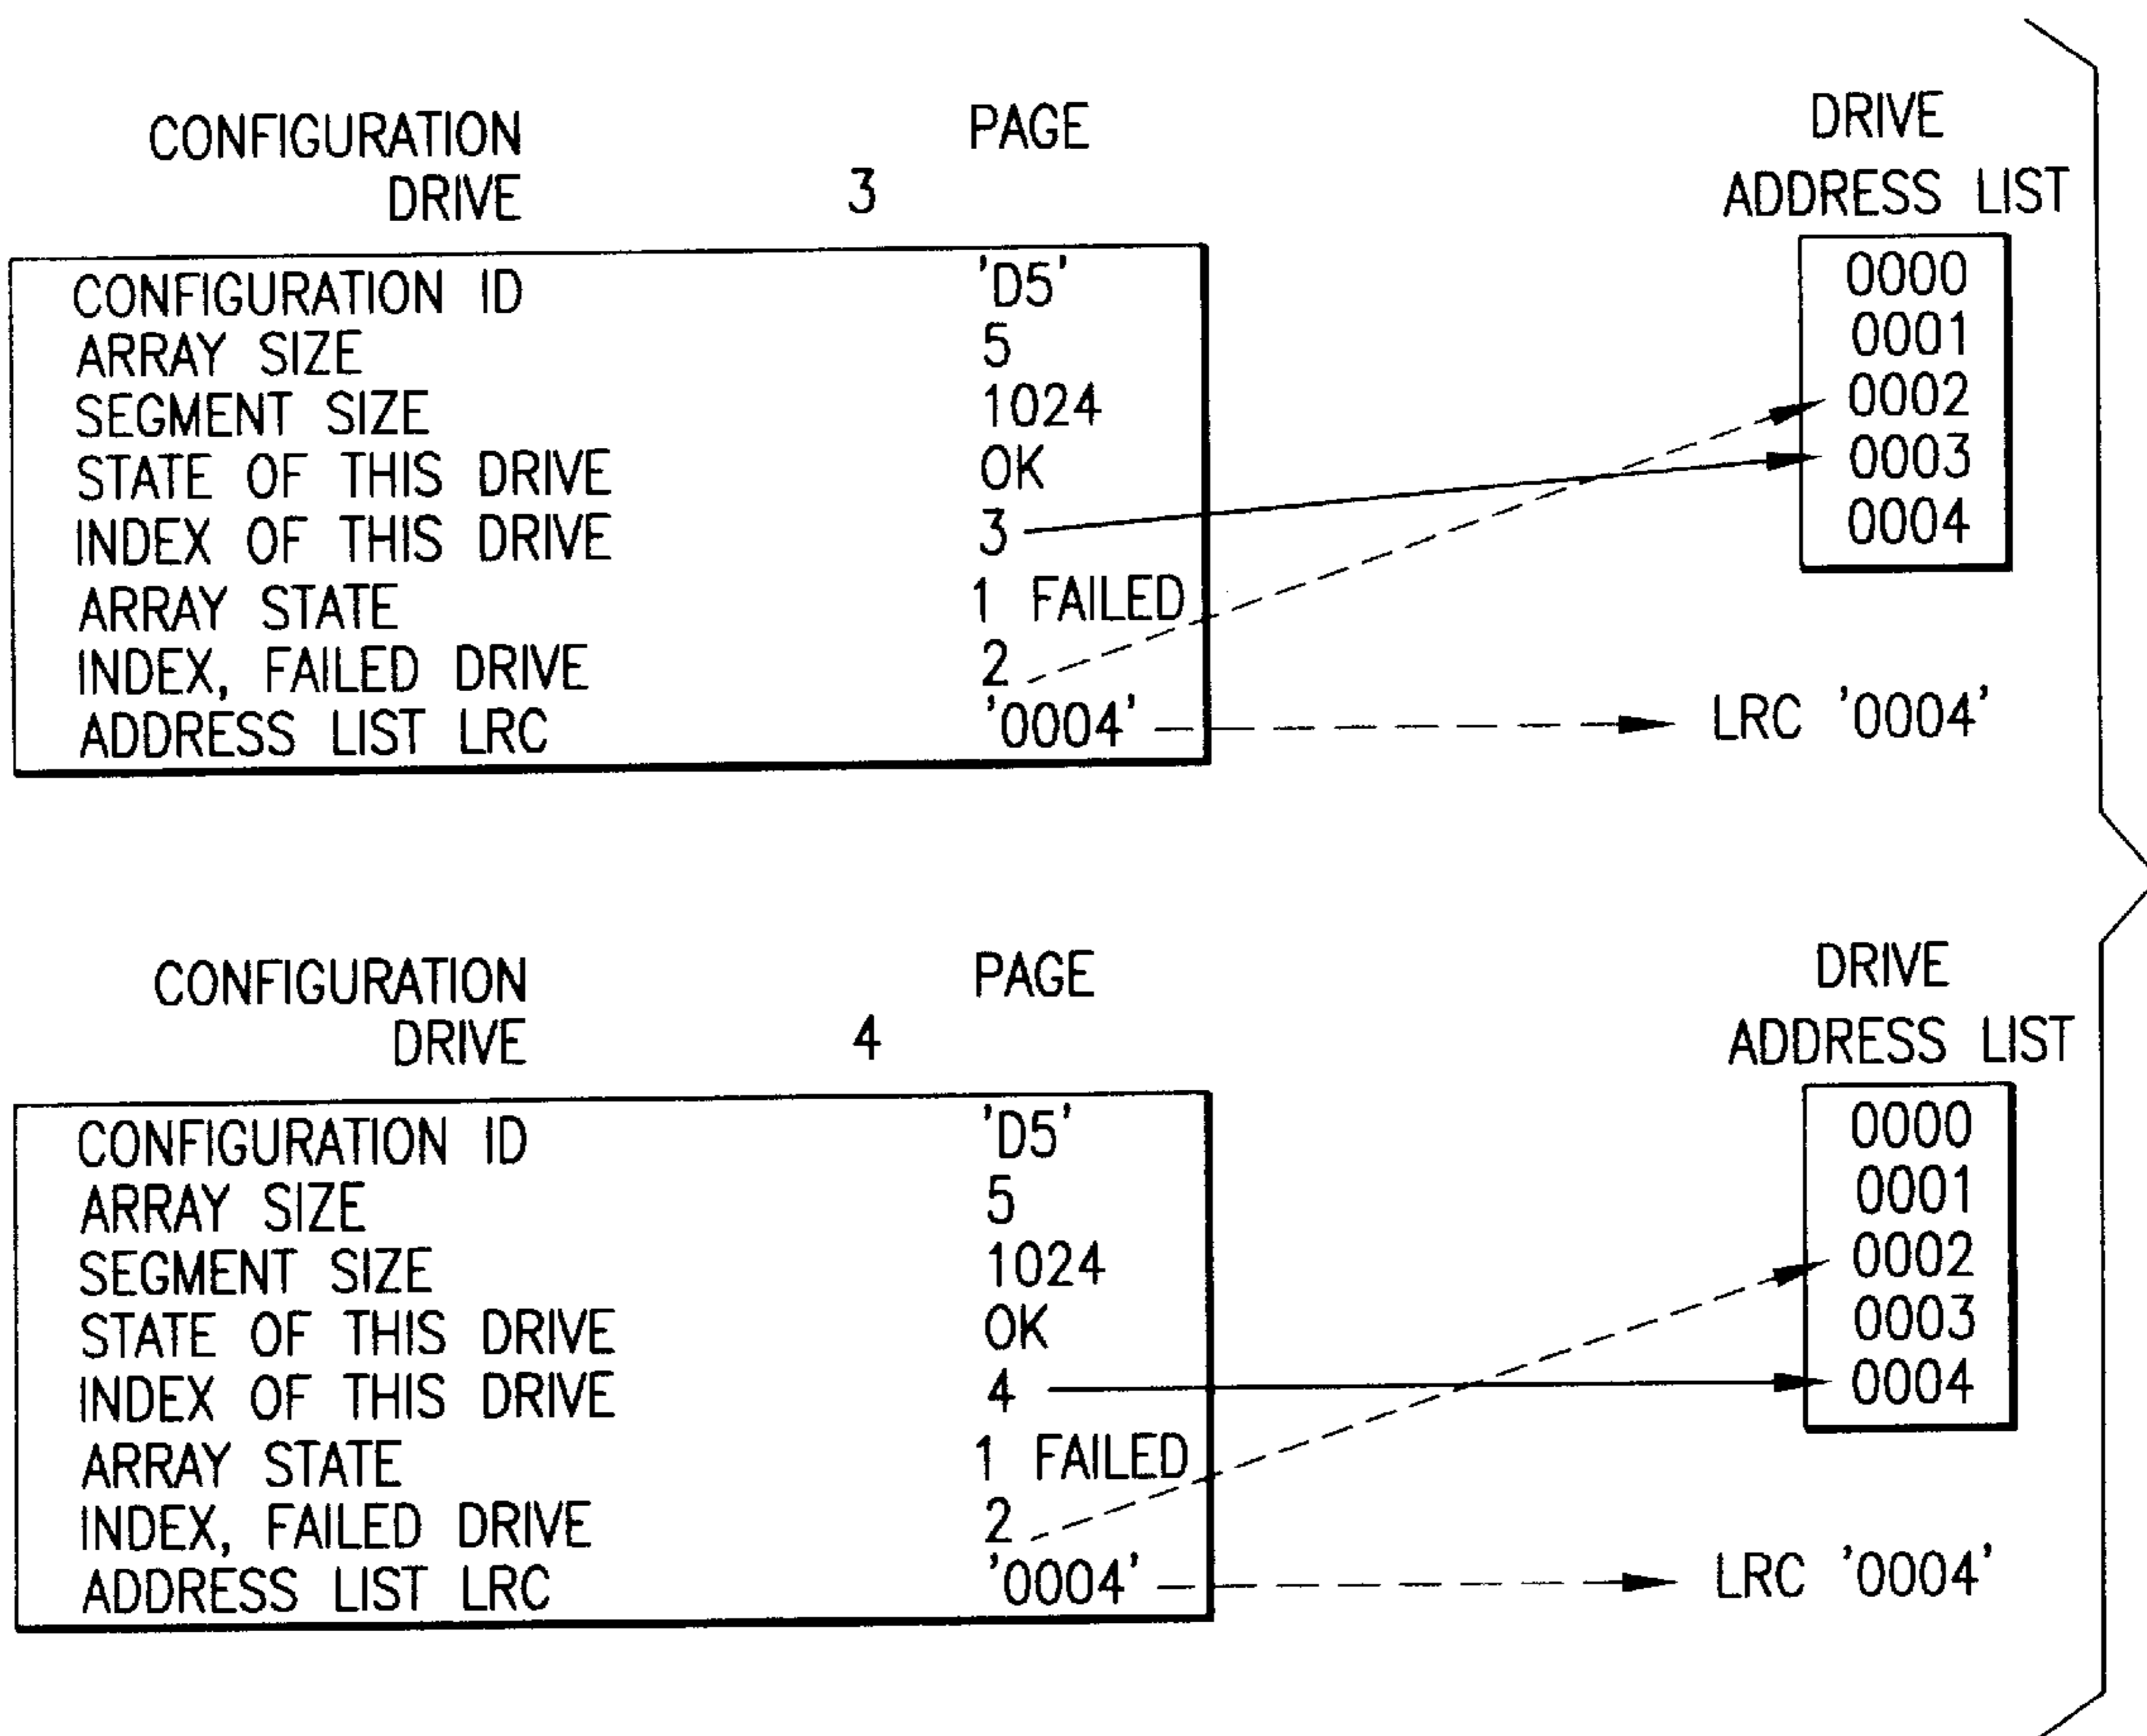 CONFIGURATION PAGE
DRIVE 3
CONFIGURATION ID 'D5'
ARRAY SIZE 5
SEGMENT SIZE 1024
STATE OF THIS DRIVE OK
INDEX OF THIS DRIVE 3
ARRAY STATE 1 FAILED
INDEX, FAILED DRIVE 2
ADDRESS LIST LRC '0004'
DRIVE
ADDRESS LIST
0000
0001
0002
0003
0004
LRC '0004'
CONFIGURATION PAGE
DRIVE 4
CONFIGURATION ID 'D5'
ARRAY SIZE 5
SEGMENT SIZE 1024
STATE OF THIS DRIVE OK
INDEX OF THIS DRIVE 4
ARRAY STATE 1 FAILED
INDEX, FAILED DRIVE 2
ADDRESS LIST LRC '0004'
DRIVE
ADDRESS LIST
0000
0001
0002
0003
0004
LRC '0004'